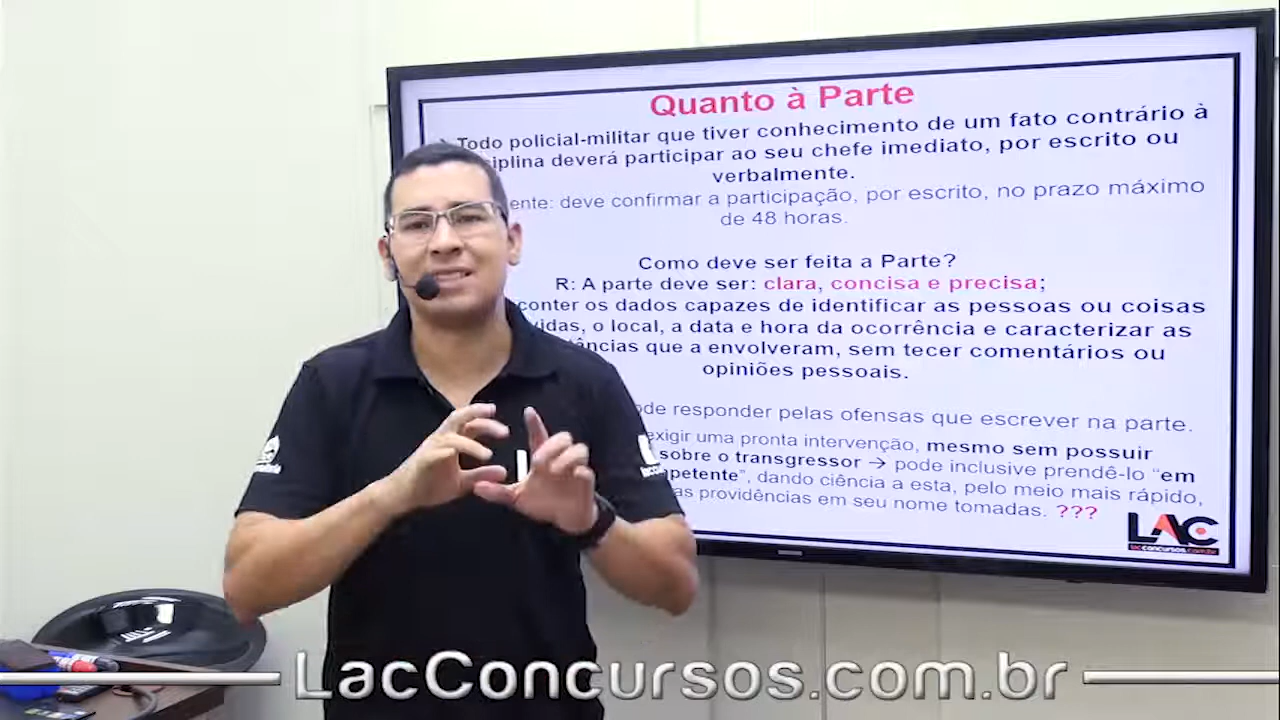 Quanto à Parte
Todo policial-militar que tiver conhecimento de um fato contrário à
deverá participar ao seu chefe imediato, por escrito ou
verbalmente.
deve confirmar a participação, por escrito, no prazo máximo
de 48 horas.
Como deve ser feita a Parte?
R: A parte deve ser: clara, concisa e precisa;
conter os dados capazes de identificar as pessoas ou coisas
o local, a data e hora da ocorrência e caracterizar as
que a envolveram, sem tecer comentários ou
opiniões pessoais.
responder pelas ofensas que escrever na parte.
exigir uma pronta intervenção, mesmo sem possuir
sobre o transgressor → pode inclusive prendê-lo “em
dando ciência a esta, pelo meio mais rápido,
as providências em seu nome tomadas. ???
LAC
lacconcursos.com.br
LacConcursos.com.br